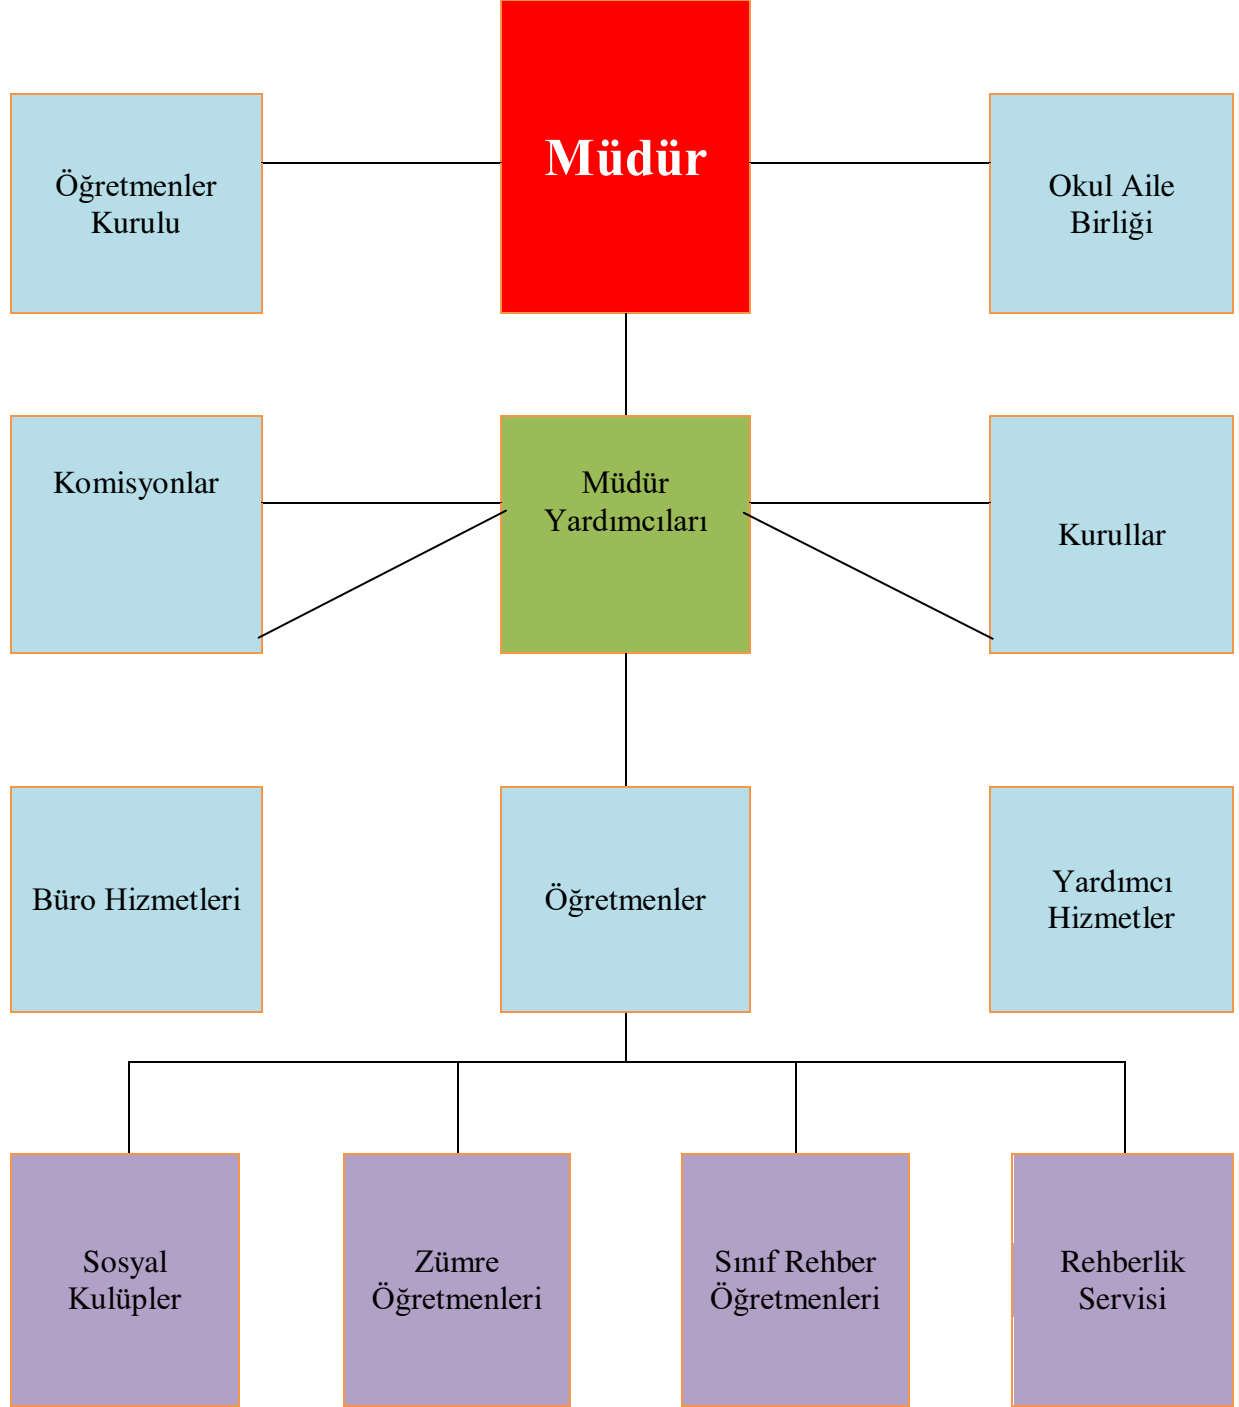 Müdür
Öğretmenler
Kurulu
Okul Aile
Birliği
Komisyonlar
Müdür
Yardımcıları
Kurullar
Büro Hizmetleri
Öğretmenler
Yardımcı
Hizmetler
Sosyal
Kulüpler
Zümre
Öğretmenleri
Sınıf Rehber
Öğretmenleri
Rehberlik
Servisi